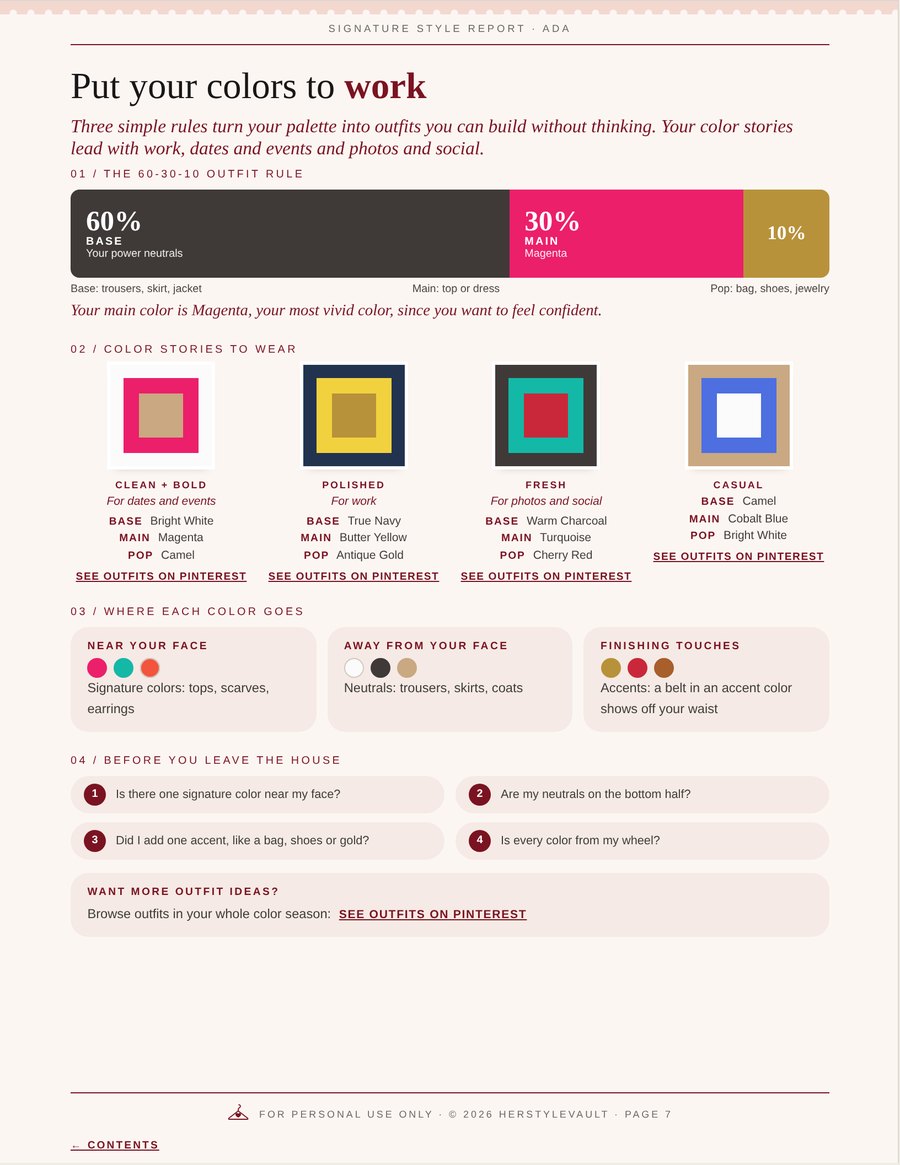 SIGNATURE STYLE REPORT · ADA
Put your colors to work
Three simple rules turn your palette into outfits you can build without thinking. Your color stories
lead with work, dates and events and photos and social.
01 / THE 60-30-10 OUTFIT RULE
60%
BASE
Your power neutrals
30%
MAIN
Magenta
10%
Base: trousers, skirt, jacket
Main: top or dress
Pop: bag, shoes, jewelry
Your main color is Magenta, your most vivid color, since you want to feel confident.
02 / COLOR STORIES TO WEAR
CLEAN + BOLD
For dates and events
BASE Bright White
MAIN Magenta
POP Camel
SEE OUTFITS ON PINTEREST
POLISHED
For work
BASE True Navy
MAIN Butter Yellow
POP Antique Gold
SEE OUTFITS ON PINTEREST
FRESH
For photos and social
BASE Warm Charcoal
MAIN Turquoise
POP Cherry Red
SEE OUTFITS ON PINTEREST
CASUAL
BASE Camel
MAIN Cobalt Blue
POP Bright White
SEE OUTFITS ON PINTEREST
03 / WHERE EACH COLOR GOES
NEAR YOUR FACE
Signature colors: tops, scarves,
earrings
AWAY FROM YOUR FACE
Neutrals: trousers, skirts, coats
FINISHING TOUCHES
Accents: a belt in an accent color
shows off your waist
04 / BEFORE YOU LEAVE THE HOUSE
1 Is there one signature color near my face?
2 Are my neutrals on the bottom half?
3 Did I add one accent, like a bag, shoes or gold?
4 Is every color from my wheel?
WANT MORE OUTFIT IDEAS?
Browse outfits in your whole color season: SEE OUTFITS ON PINTEREST
FOR PERSONAL USE ONLY · © 2026 HERSTYLEVAULT · PAGE 7
← CONTENTS